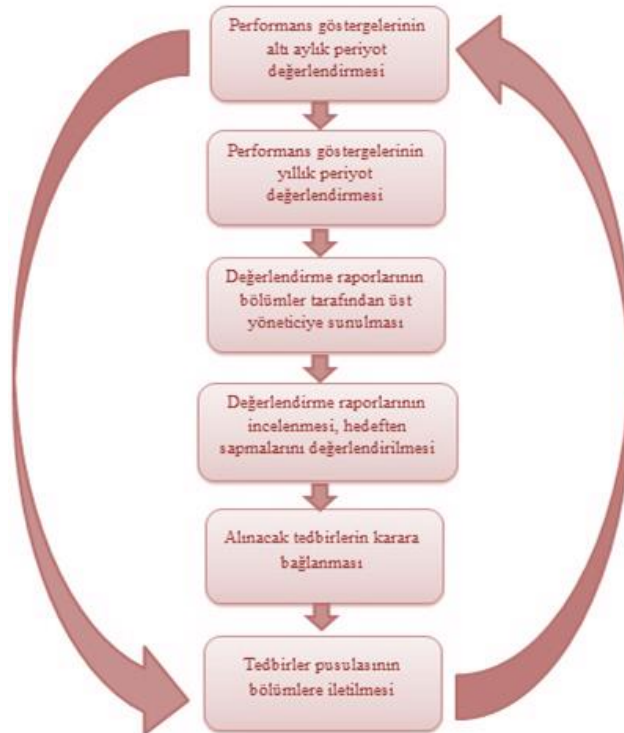 Performans göstergelerinin
altı aylık periyot
değerlendirmesi
Performans göstergelerinin
yıllık periyot
değerlendirmesi
Değerlendirme raporlarının
bölümler tarafından üst
yöneticiye sunulması
Değerlendirme raporlarının
incelenmesi, hedeften
sapmalarını değerlendirilmesi
Alınacak tedbirlerin karara
bağlanması
Tedbirler pusulasının
bölümlere iletilmesi